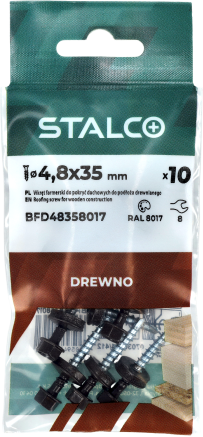 STALCO
ø4,8x35 mm x10
PL Wkręt farmerski do pokryć dachowych do podłoża drewnianego
EN Roofing screw for wooden construction
BFD48358017
RAL 8017 8
DREWNO